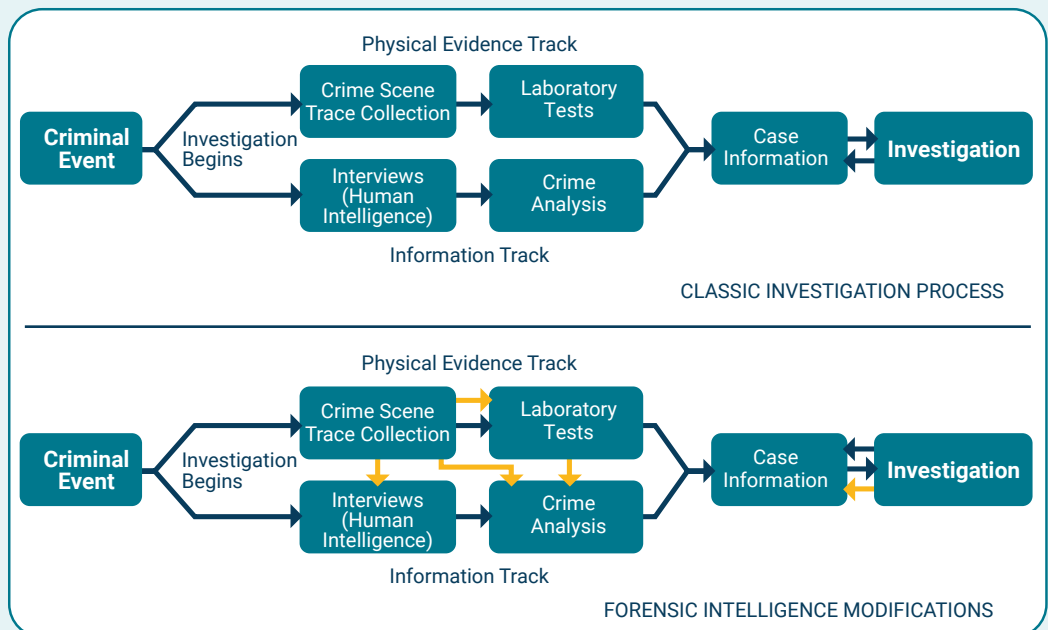 Physical Evidence Track
Criminal
Event
Investigation
Begins
Crime Scene
Trace Collection
Laboratory
Tests
Interviews
(Human
Intelligence)
Crime
Analysis
Case
Information
Investigation
Information Track
CLASSIC INVESTIGATION PROCESS
Physical Evidence Track
Criminal
Event
Investigation
Begins
Crime Scene
Trace Collection
Laboratory
Tests
Interviews
(Human
Intelligence)
Crime
Analysis
Case
Information
Investigation
Information Track
FORENSIC INTELLIGENCE MODIFICATIONS